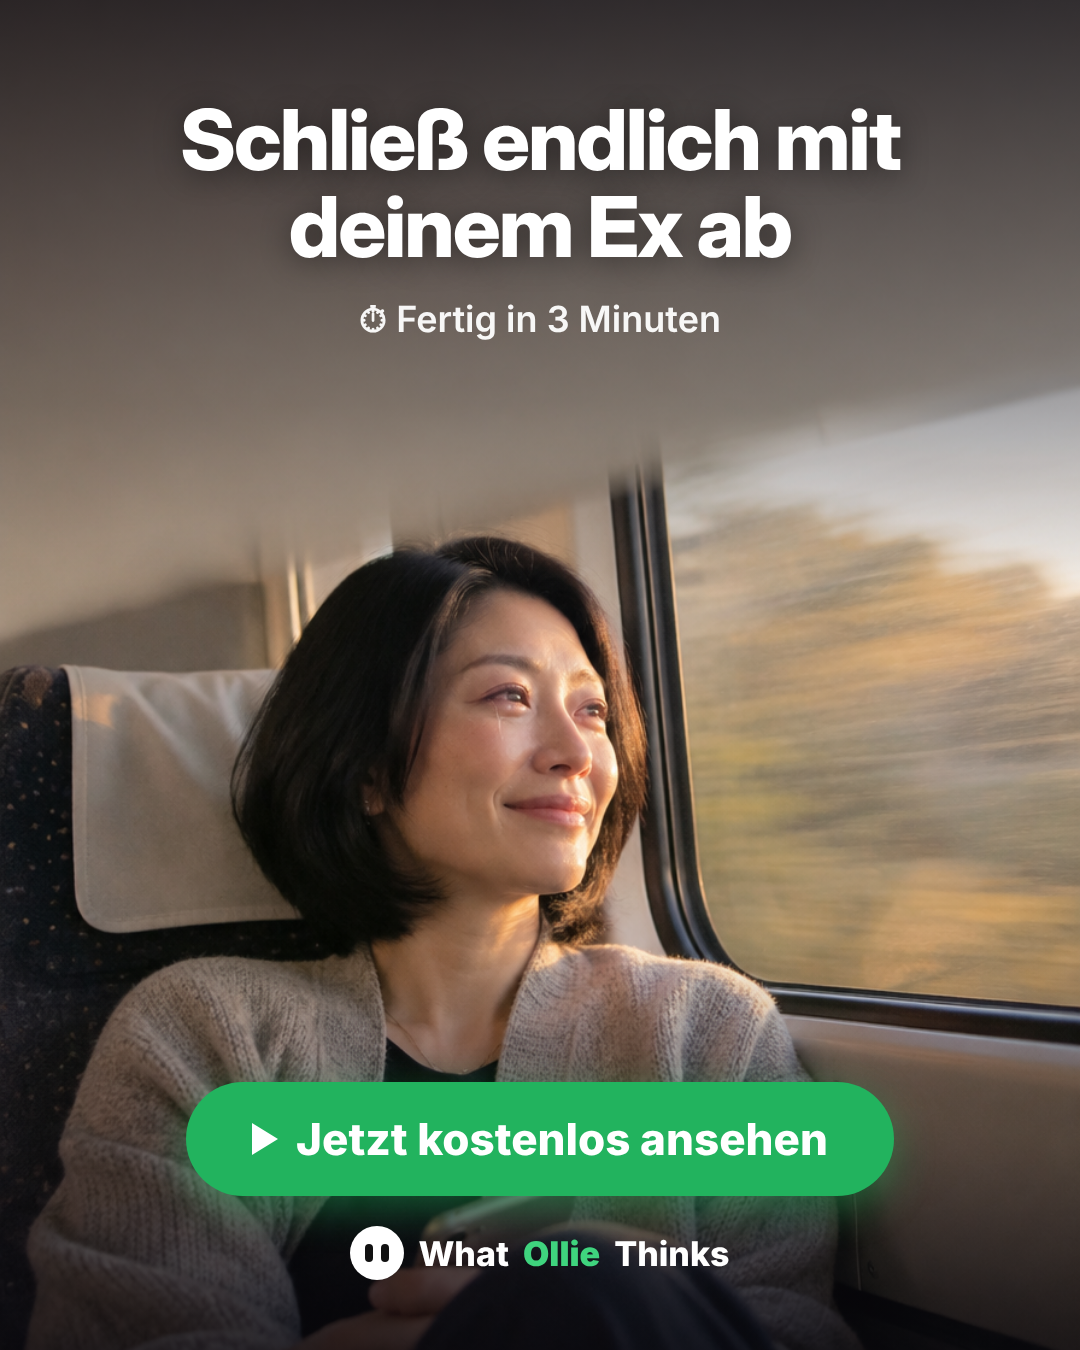 Schließ endlich mit
deinem Ex ab
⏱ Fertig in 3 Minuten
▶ Jetzt kostenlos ansehen
What Ollie Thinks